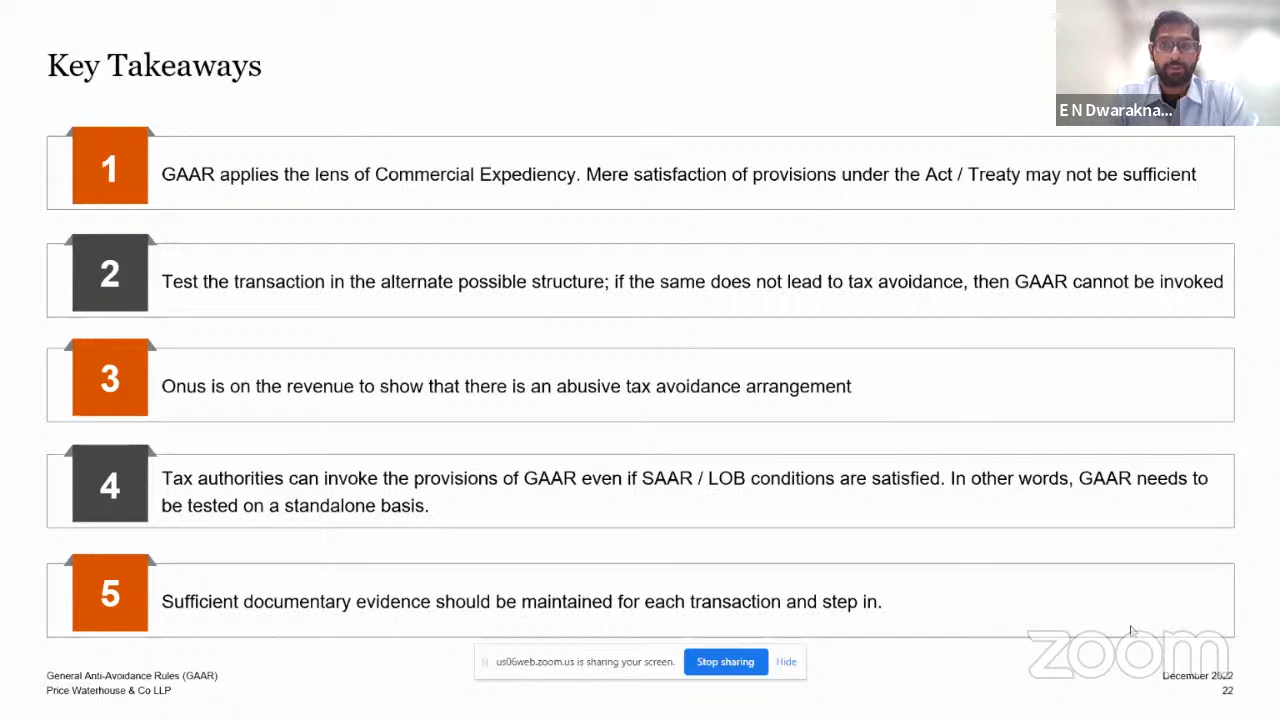 Key Takeaways
E N Dwarakna...
1
GAAR applies the lens of Commercial Expediency. Mere satisfaction of provisions under the Act / Treaty may not be sufficient
2
Test the transaction in the alternate possible structure; if the same does not lead to tax avoidance, then GAAR cannot be invoked
3
Onus is on the revenue to show that there is an abusive tax avoidance arrangement
4
Tax authorities can invoke the provisions of GAAR even if SAAR / LOB conditions are satisfied. In other words, GAAR needs to
be tested on a standalone basis.
5
Sufficient documentary evidence should be maintained for each transaction and step in.
zoom
us06web.zoom.us is sharing your screen.
Stop sharing
Hide
General Anti-Avoidance Rules (GAAR)
Price Waterhouse & Co LLP
December 2022
22